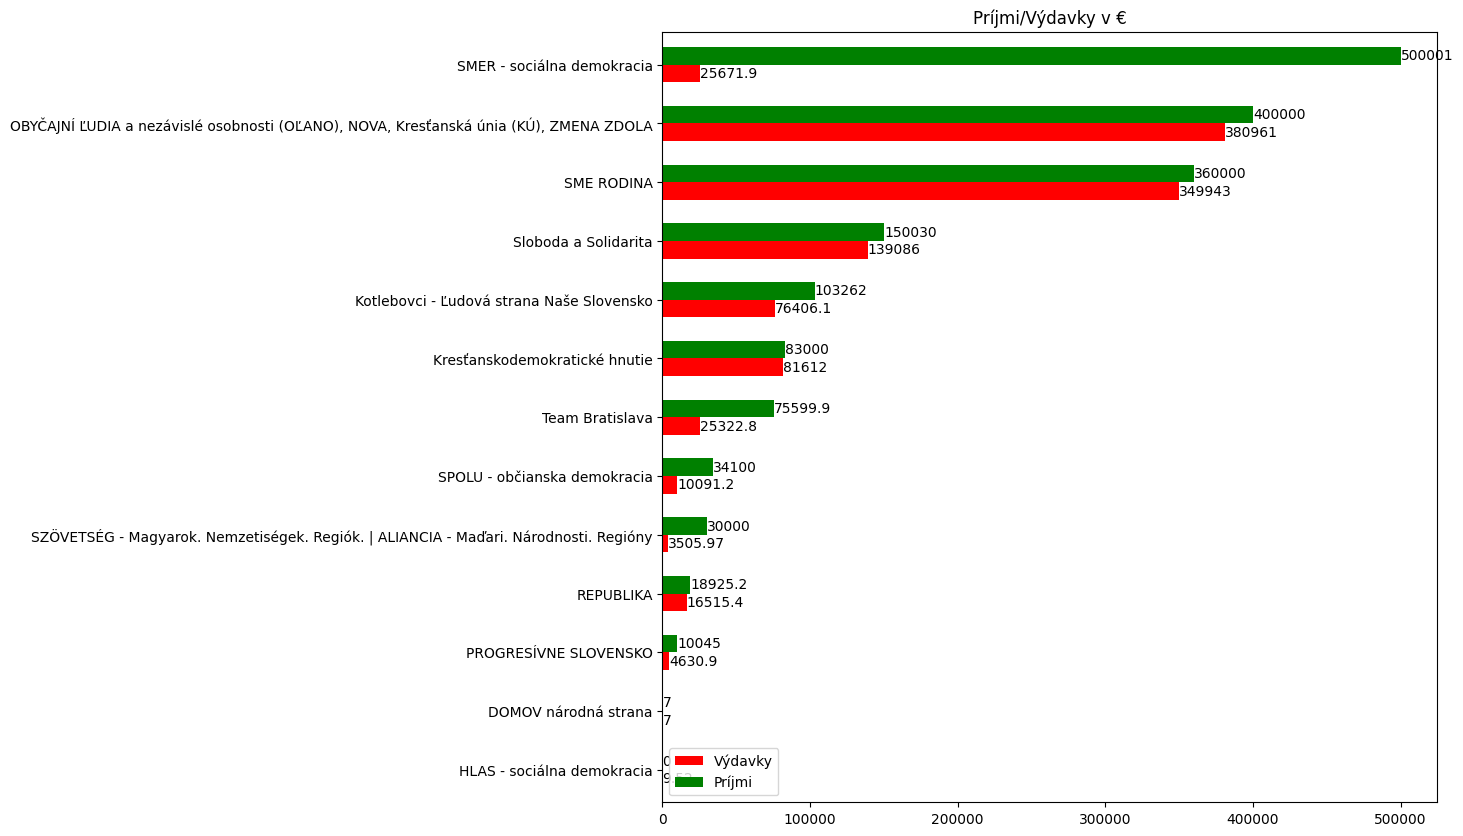 Príjmi/Výdavky v €
SMER - sociálna demokracia
500001
25671.9
OBYČAJNÍ ĽUDIA a nezávislé osobnosti (OĽANO), NOVA, Kresťanská únia (KÚ), ZMENA ZDOLA
400000
380961
SME RODINA
360000
349943
Sloboda a Solidarita
150030
139086
Kotlebovci - Ľudová strana Naše Slovensko
103262
76406.1
Kresťanskodemokratické hnutie
83000
81612
Team Bratislava
75599.9
25322.8
SPOLU - občianska demokracia
34100
10091.2
SZÖVETSÉG - Magyarok. Nemzetiségek. Regiók. | ALIANCIA - Maďari. Národnosti. Regióny
30000
3505.97
REPUBLIKA
18925.2
16515.4
PROGRESÍVNE SLOVENSKO
10045
4630.9
DOMOV národná strana
7
7
HLAS - sociálna demokracia
0
Výdavky
Príjmi
0 100000 200000 300000 400000 500000